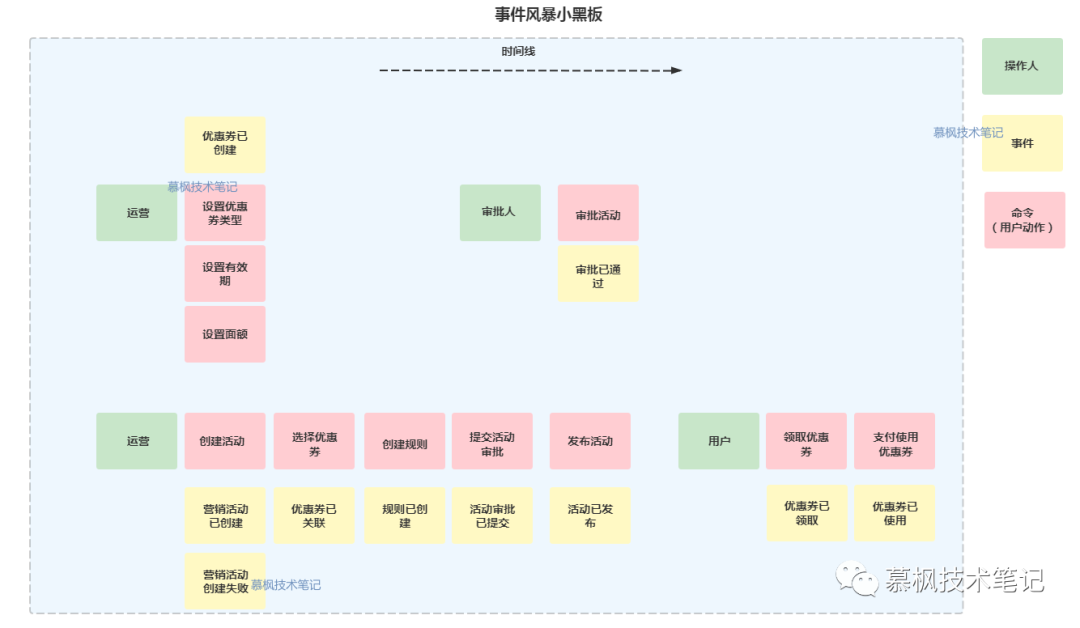 事件风暴小黑板
时间线
操作人
优惠券已
创建
慕枫技术笔记
事件
慕枫技术笔记
运营
设置优惠
券类型
审批人
审批活动
命令
（用户动作）
设置有效
期
审批已通
过
设置面额
运营
创建活动
选择优惠
券
创建规则
提交活动
审批
发布活动
用户
领取优惠
券
支付使用
优惠券
营销活动
已创建
优惠券已
关联
规则已创
建
活动审批
已提交
活动已发
布
优惠券已
领取
优惠券已
使用
营销活动
创建失败
慕枫技术笔记
慕枫技术笔记